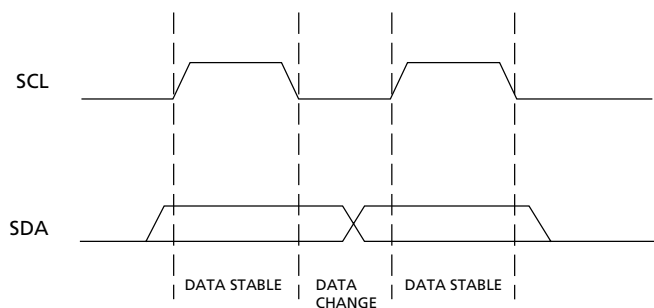 SCL
SDA
DATA STABLE
DATA
CHANGE
DATA STABLE